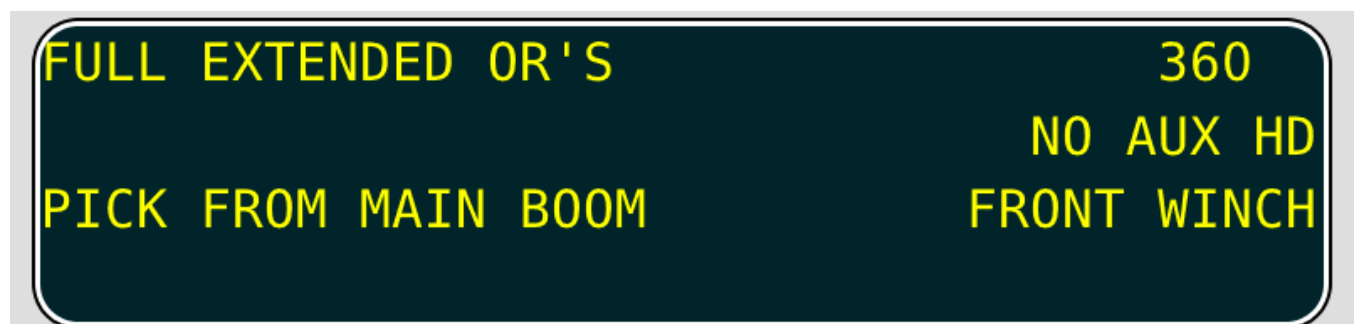 FULL EXTENDED OR'S 360
NO AUX HD
PICK FROM MAIN BOOM FRONT WINCH